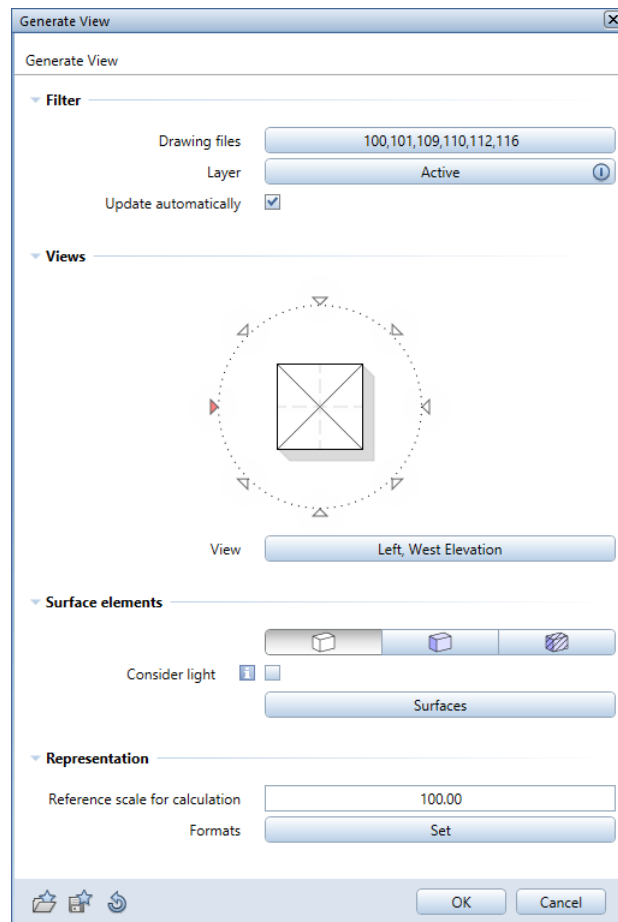 Generate View
Generate View
Filter
Drawing files 100,101,109,110,112,116
Layer Active
Update automatically
Views
View Left, West Elevation
Surface elements
Consider light
Surfaces
Representation
Reference scale for calculation 100.00
Formats Set
OK Cancel